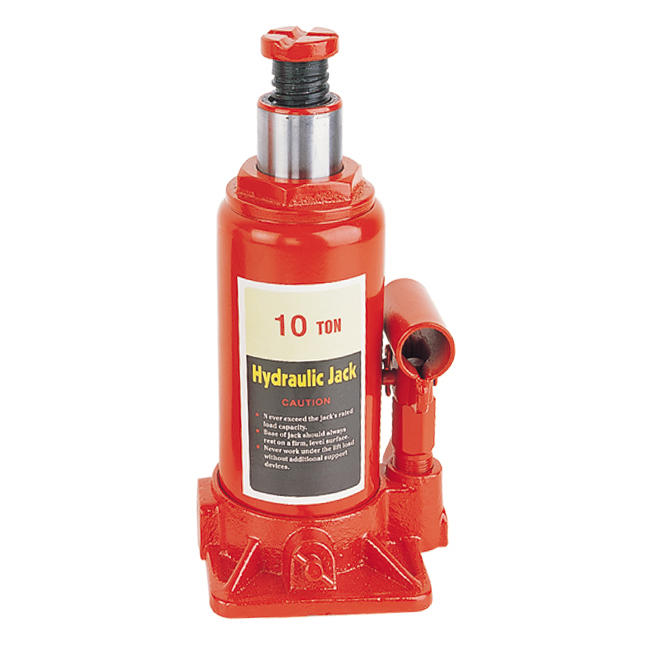 10 TON
Hydraulic Jack
CAUTION
• Never exceed the jack's rated
load capacity.
• Base of jack should always
rest on a firm, level surface.
• Never work under the lift load
without additional support
devices.